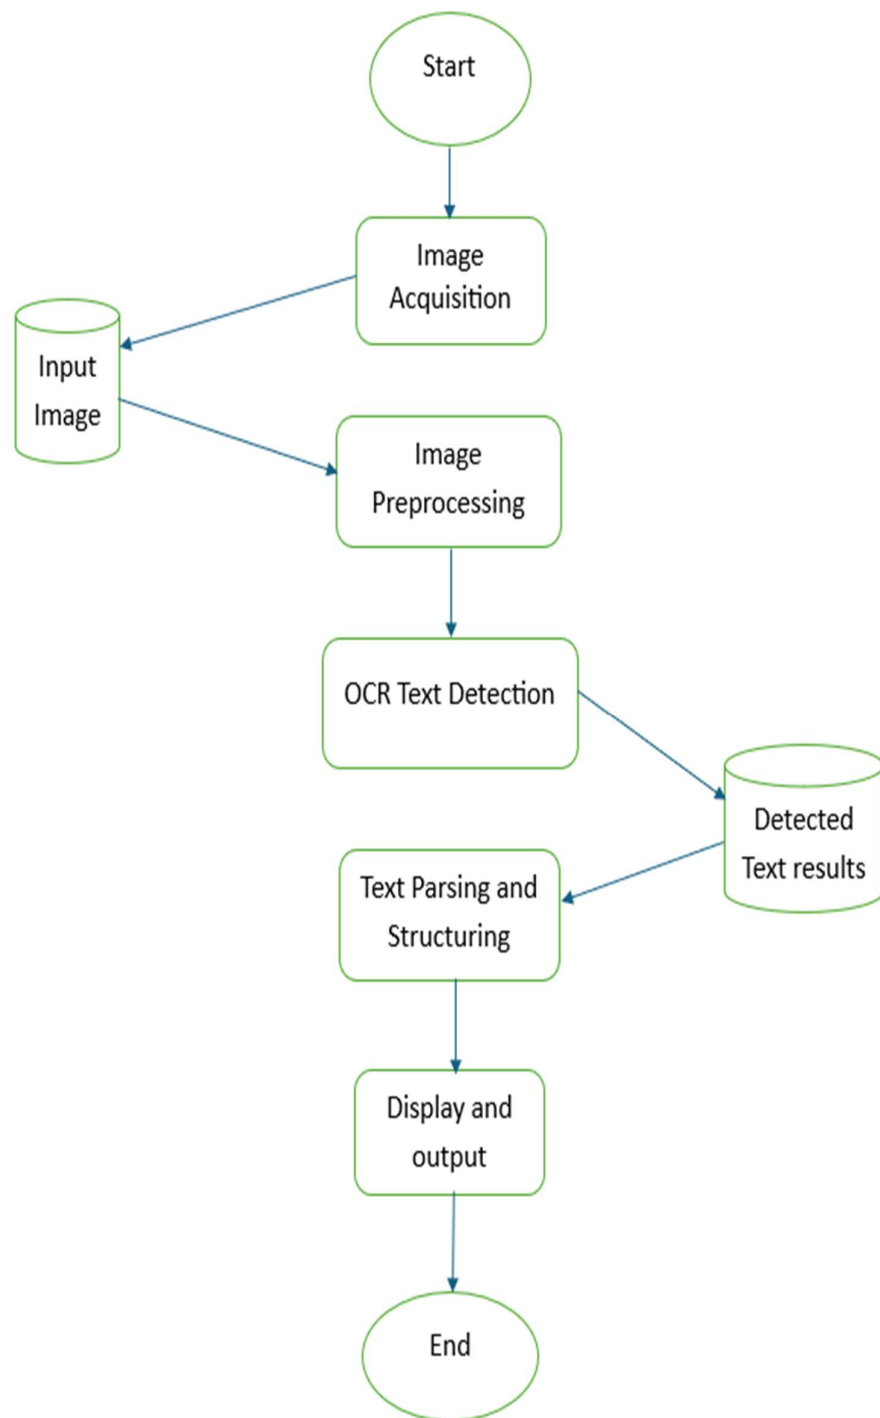 Start
Image
Acquisition
Input
Image
Image
Preprocessing
OCR Text Detection
Detected
Text results
Text Parsing and
Structuring
Display and
output
End